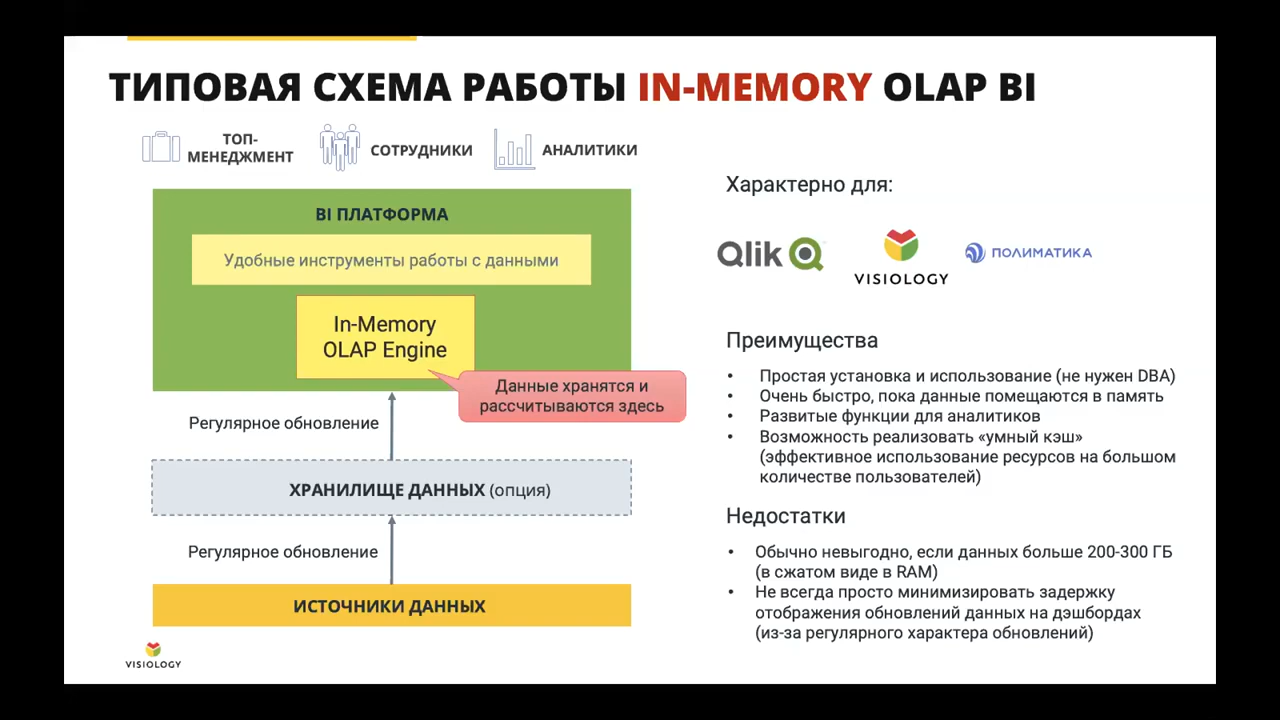 ТИПОВАЯ СХЕМА РАБОТЫ IN-MEMORY OLAP BI
ТОП-
МЕНЕДЖМЕНТ
СОТРУДНИКИ
АНАЛИТИКИ
BI ПЛАТФОРМА
Удобные инструменты работы с данными
In-Memory
OLAP Engine
Данные хранятся и
рассчитываются здесь
Регулярное обновление
ХРАНИЛИЩЕ ДАННЫХ (опция)
Регулярное обновление
ИСТОЧНИКИ ДАННЫХ
VISIOLOGY
Характерно для:
Qlik
VISIOLOGY
ПОЛИМАТИКА
Преимущества
• Простая установка и использование (не нужен DBA)
• Очень быстро, пока данные помещаются в память
• Развитые функции для аналитиков
• Возможность реализовать «умный кэш»
(эффективное использование ресурсов на большом
количестве пользователей)
Недостатки
• Обычно невыгодно, если данных больше 200-300 ГБ
(в сжатом виде в RAM)
• Не всегда просто минимизировать задержку
отображения обновлений данных на дэшбордах
(из-за регулярного характера обновлений)